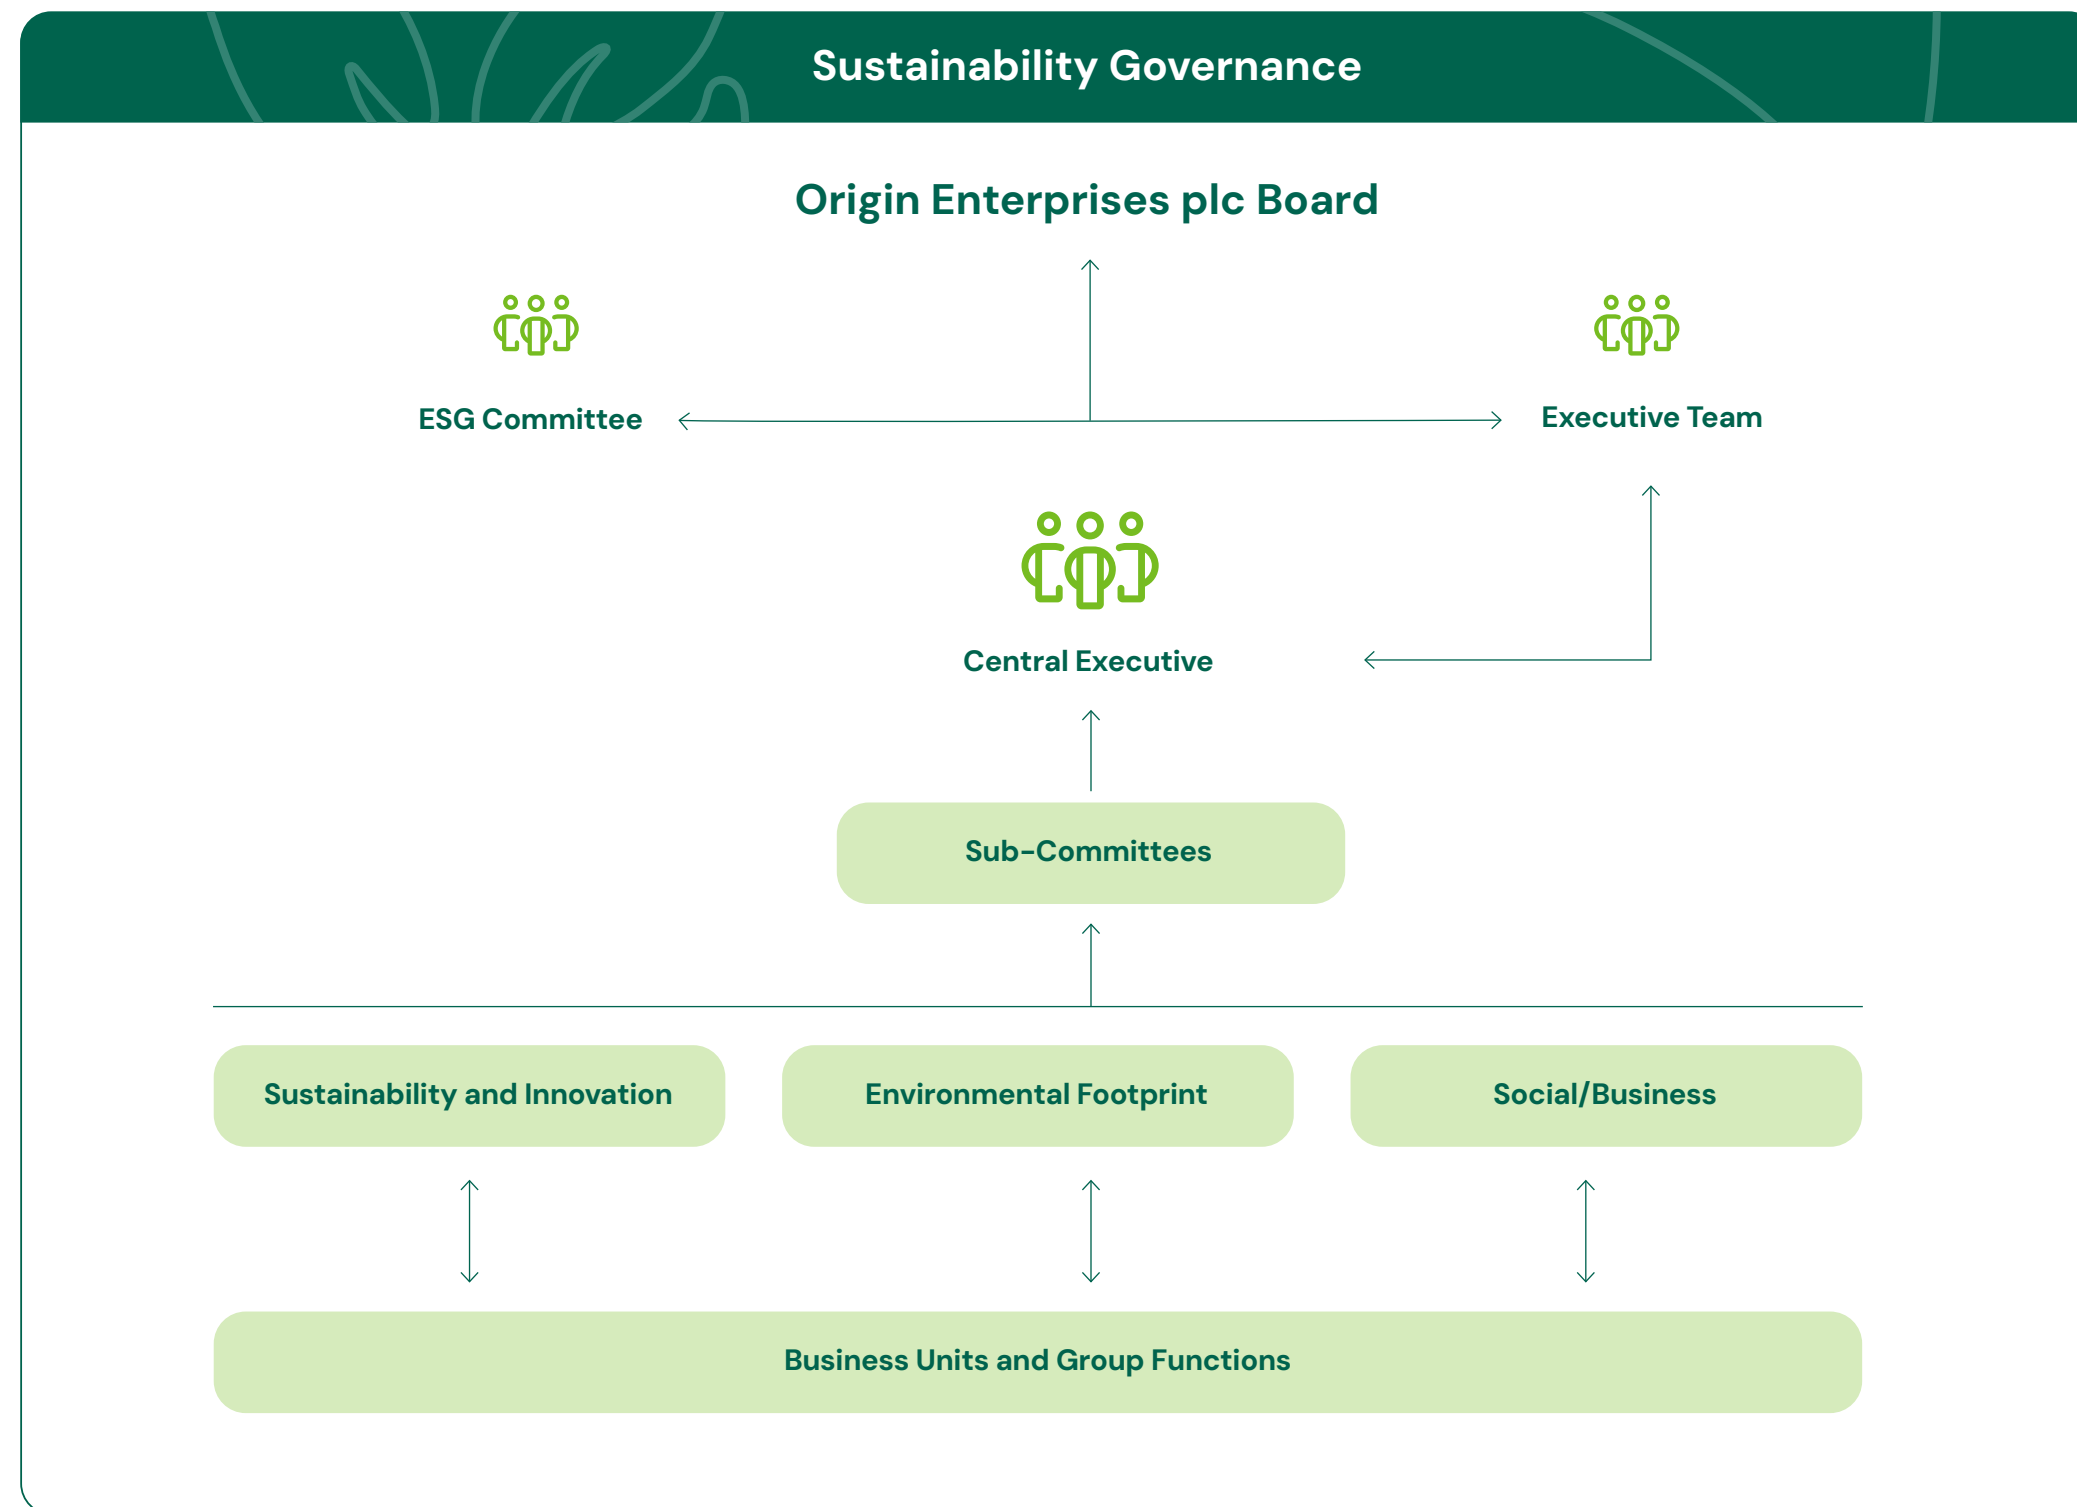 Sustainability Governance
Origin Enterprises plc Board
ESG Committee
Executive Team
Central Executive
Sub-Committees
Sustainability and Innovation
Environmental Footprint
Social/Business
Business Units and Group Functions